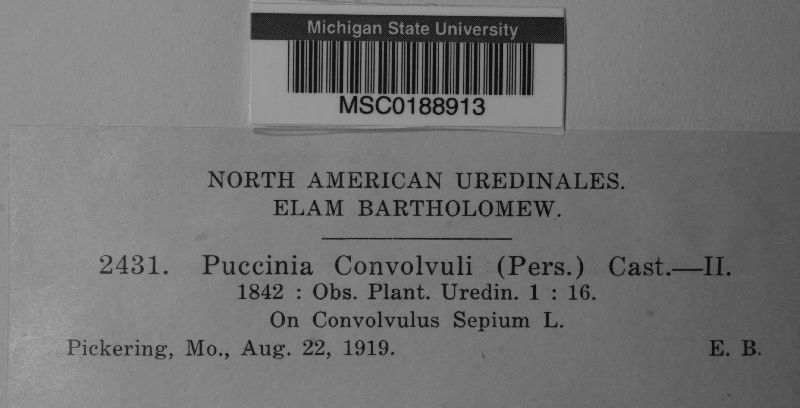 Michigan State University
MSC0188913
NORTH AMERICAN UREDINALES.
ELAM BARTHOLOMEW.
2431. Puccinia Convolvuli (Pers.) Cast.—II.
1842 : Obs. Plant. Uredin. 1 : 16.
On Convolvulus Sepium L.
Pickering, Mo., Aug. 22, 1919. E. B.